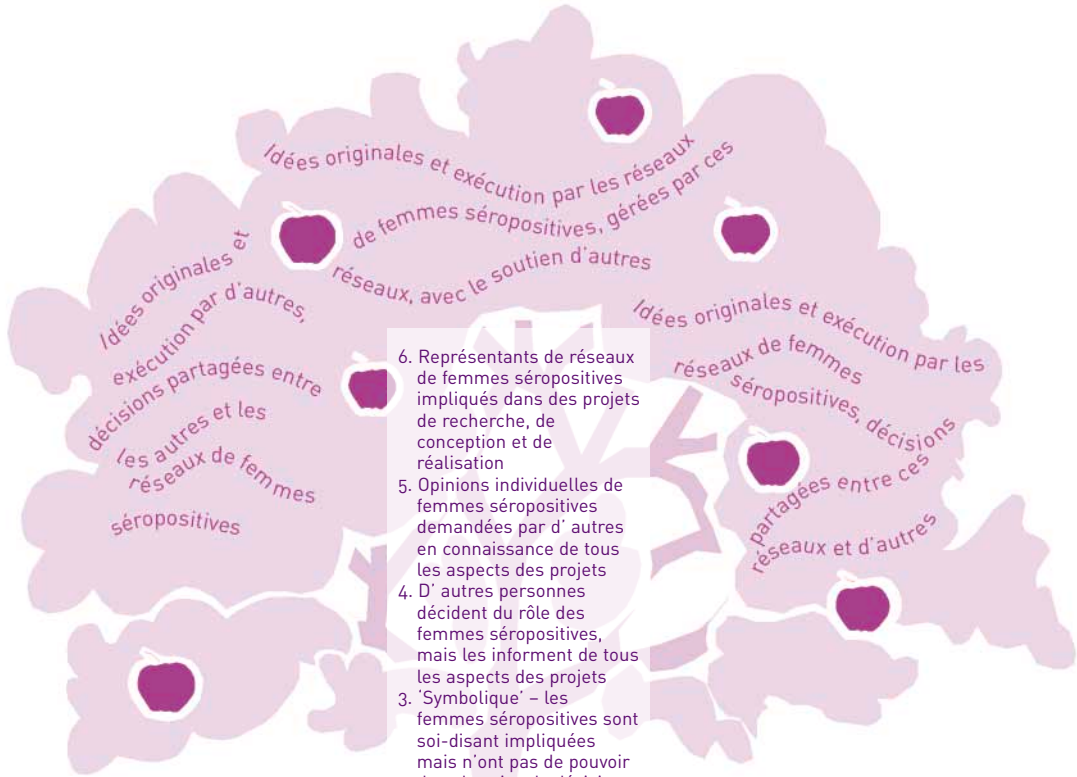 Idées originales et exécution par les réseaux
de femmes séropositives, gérées par ces
réseaux, avec le soutien d'autres
Idées originales et
exécution par d'autres,
décisions partagées entre
les autres et les
réseaux de femmes
séropositives
Idées originales et exécution par les
réseaux de femmes
séropositives, décisions
partagées entre ces
réseaux et d'autres
6. Représentants de réseaux
de femmes séropositives
impliqués dans des projets
de recherche, de
conception et de
réalisation
5. Opinions individuelles de
femmes séropositives
demandées par d' autres
en connaissance de tous
les aspects des projets
4. D' autres personnes
décident du rôle des
femmes séropositives,
mais les informent de tous
les aspects des projets
3. 'Symbolique' – les
femmes séropositives sont
soi-disant impliquées
mais n'ont pas de pouvoir